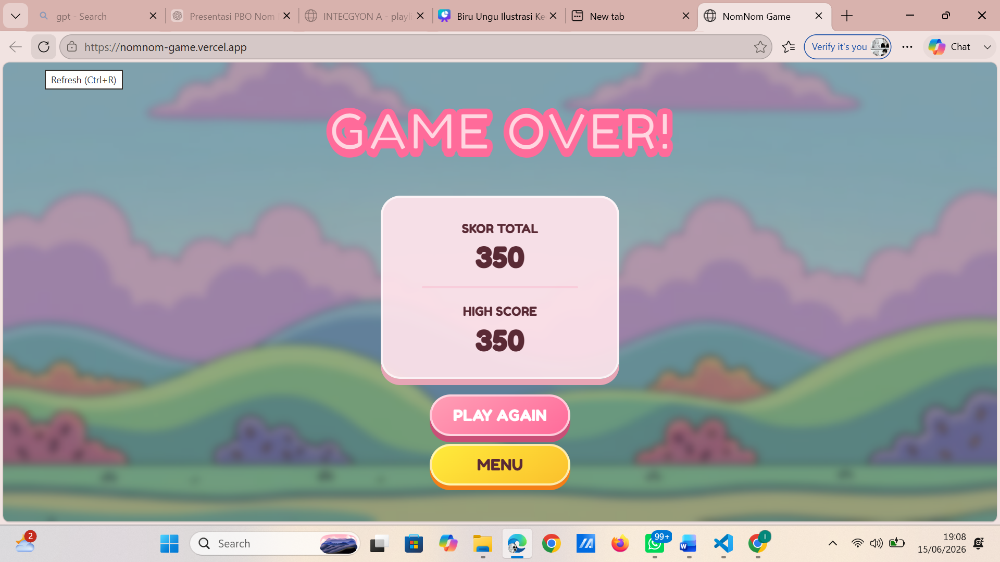 gpt - Search
Presentasi PBO Nom
INTECGYON A - playli
Biru Ungu Ilustrasi Ke
New tab
NomNom Game
https://nomnom-game.vercel.app
Verify it's you
Chat
Refresh (Ctrl+R)
GAME OVER!
SKOR TOTAL
350
HIGH SCORE
350
PLAY AGAIN
MENU
2
Search
99+
19:08
15/06/2026